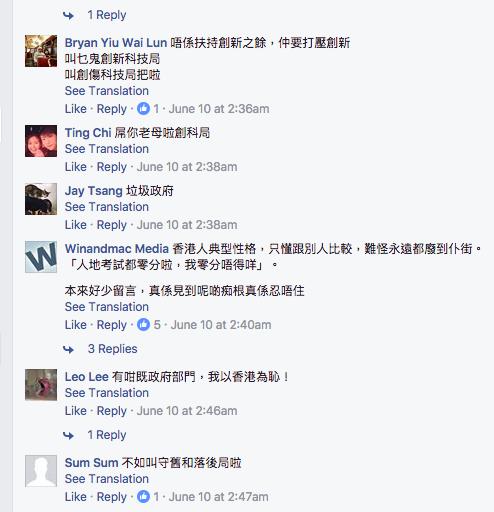 1 Reply
Bryan Yiu Wai Lun 唔係扶持創新之餘，仲要打壓創新
叫乜鬼創新科技局
叫創傷科技局把啦
See Translation
Like · Reply · 1 · June 10 at 2:36am
Ting Chi 屌你老母啦創科局
See Translation
Like · Reply · June 10 at 2:38am
Jay Tsang 垃圾政府
See Translation
Like · Reply · June 10 at 2:38am
Winandmac Media 香港人典型性格，只懂跟別人比較，難怪永遠都廢到仆街。
「人地考試都零分啦，我零分唔得咩」。
本來好少留言，真係見到呢啲痴根真係忍唔住
See Translation
Like · Reply · 5 · June 10 at 2:40am
3 Replies
Leo Lee 有咁既政府部門，我以香港為恥！
See Translation
Like · Reply · June 10 at 2:46am
1 Reply
Sum Sum 不如叫守舊和落後局啦
See Translation
Like · Reply · 1 · June 10 at 2:47am